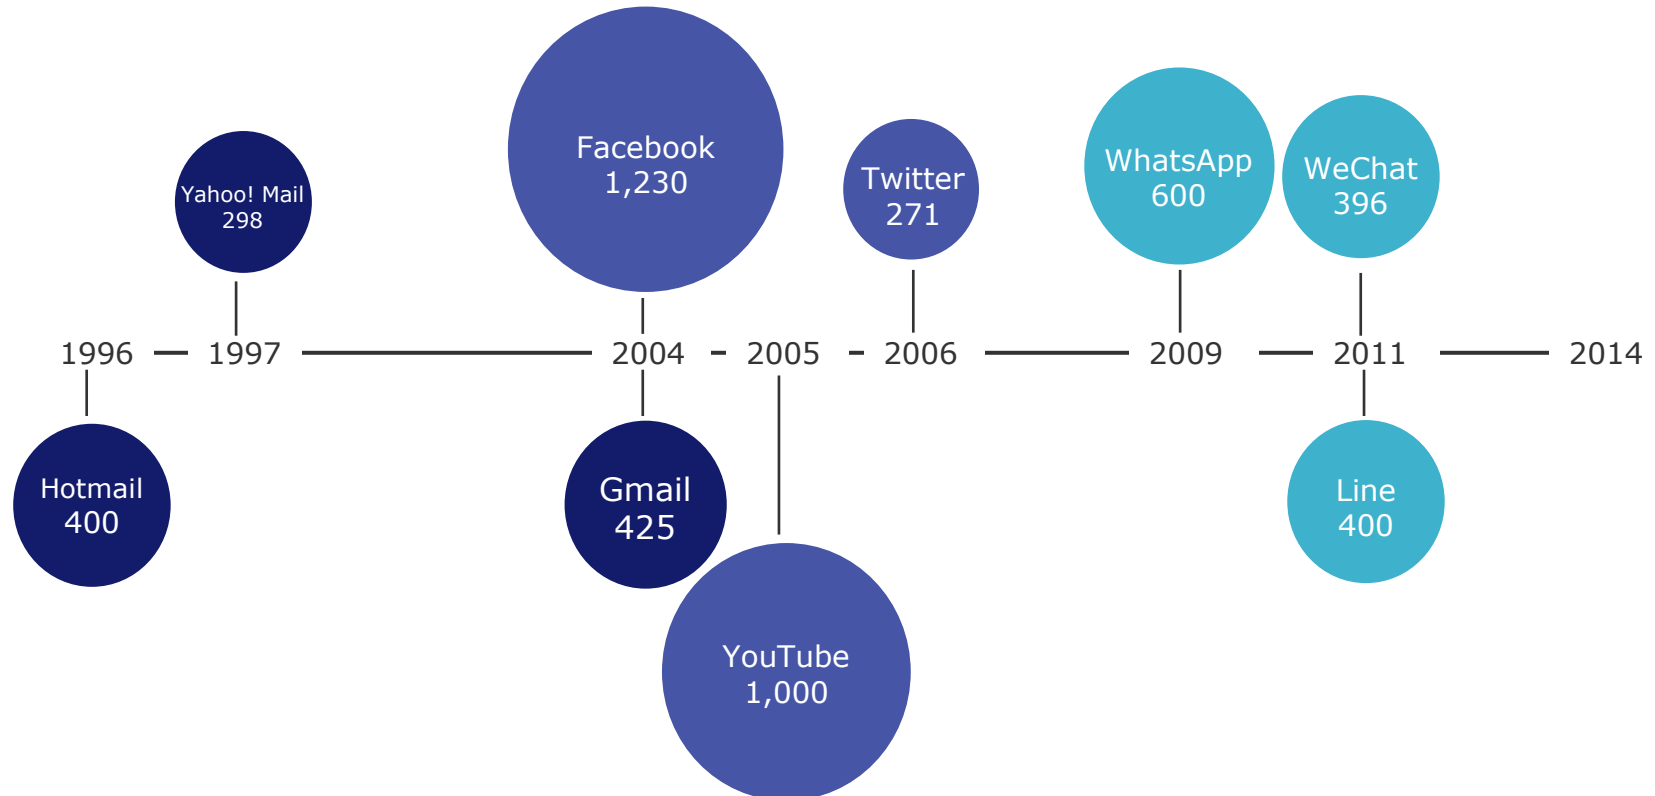 Facebook
1,230
WhatsApp
600
WeChat
396
Twitter
271
Yahoo! Mail
298
1996
1997
2004
2005
2006
2009
2011
2014
Hotmail
400
Gmail
425
Line
400
YouTube
1,000